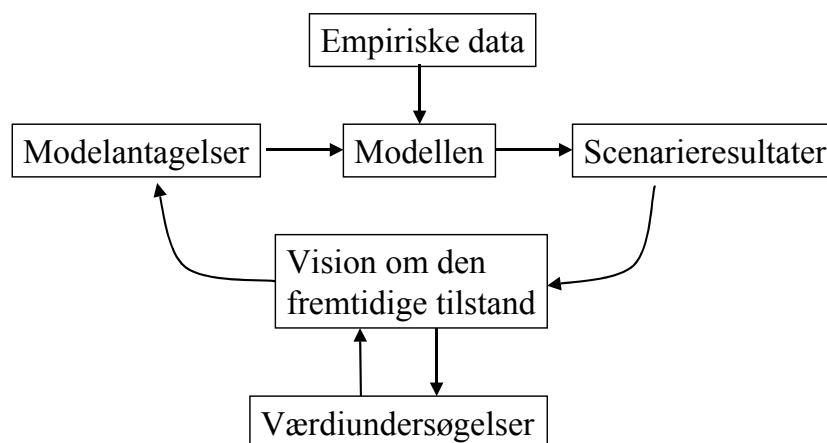 Empiriske data
Modelantagelser
Modellen
Scenarieresultater
Vision om den
fremtidige tilstand
Værdiundersøgelser